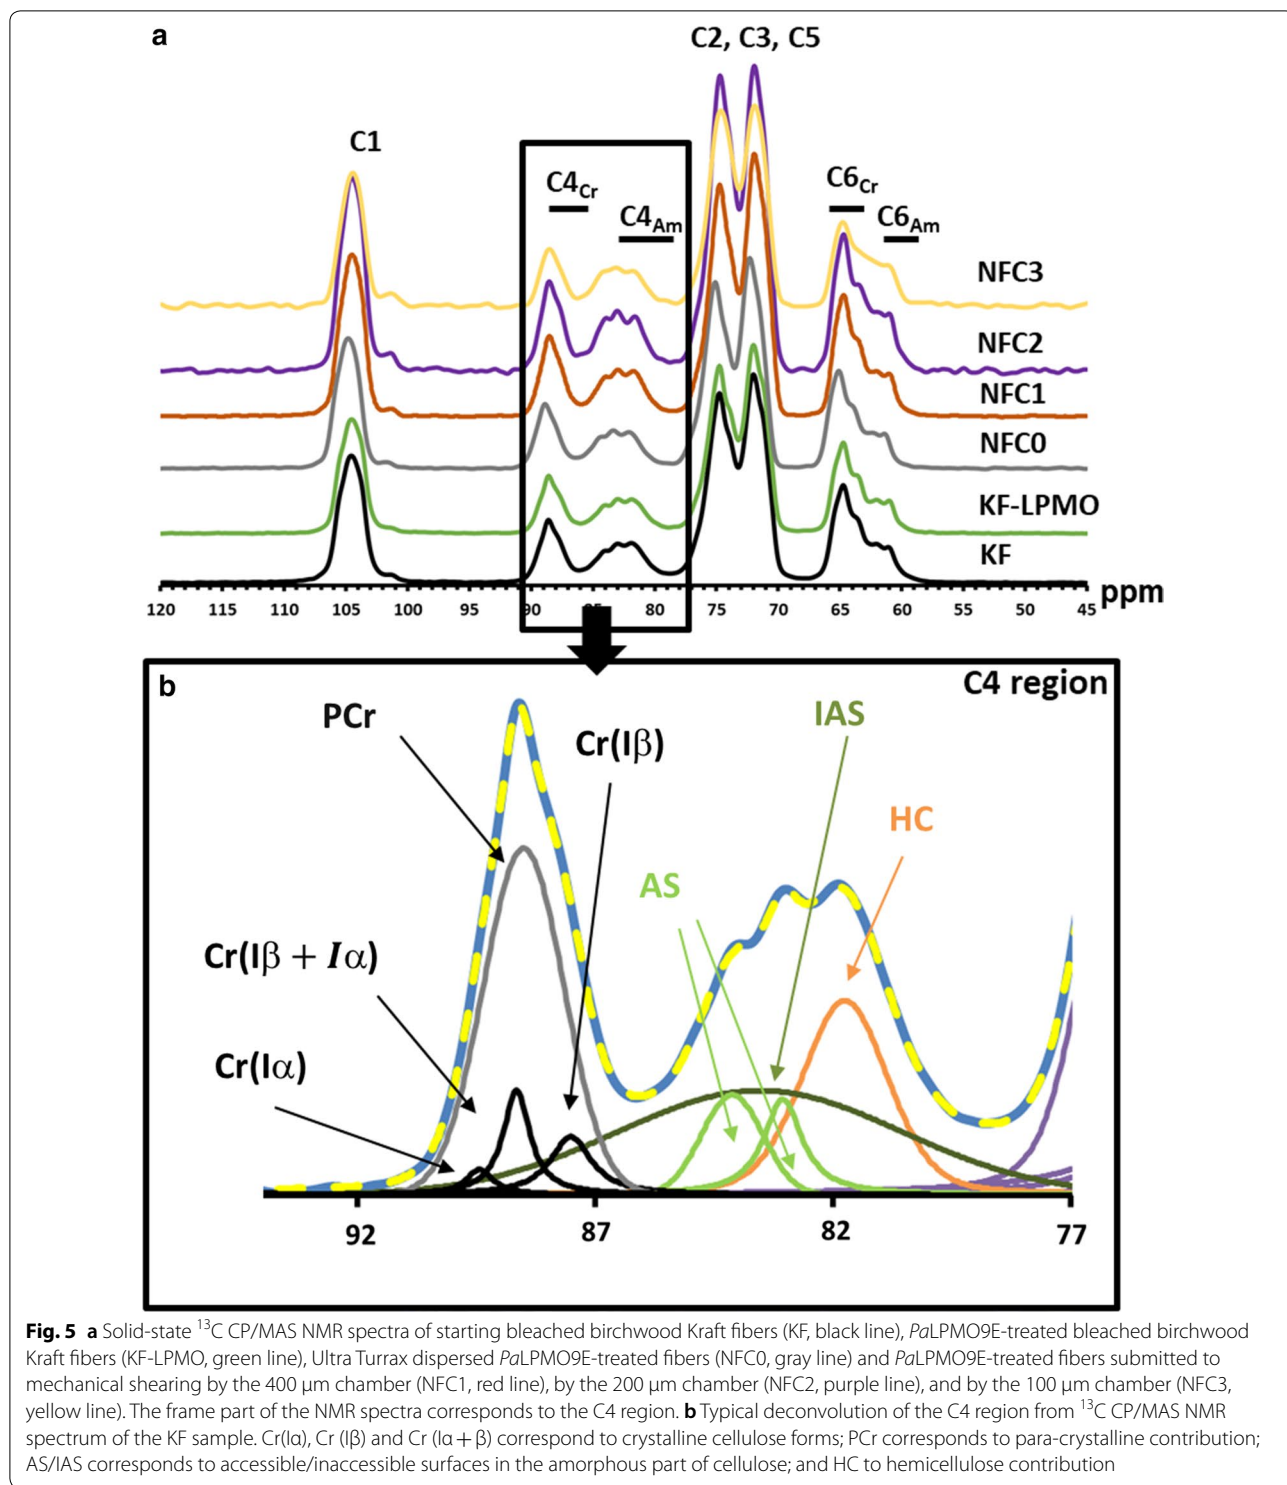 a
C2, C3, C5
C1
C4Cr
C4Am
C6Cr
C6Am
NFC3
NFC2
NFC1
NFC0
KF-LPMO
KF
120 115 110 105 100 95 90 85 80 75 70 65 60 55 50 45 ppm
b
C4 region
PCr
Cr(Iβ)
IAS
HC
AS
Cr(Iβ + Iα)
Cr(Iα)
92 87 82 77
Fig. 5 a Solid-state 13C CP/MAS NMR spectra of starting bleached birchwood Kraft fibers (KF, black line), PaLPMO9E-treated bleached birchwood
Kraft fibers (KF-LPMO, green line), Ultra Turrax dispersed PaLPMO9E-treated fibers (NFC0, gray line) and PaLPMO9E-treated fibers submitted to
mechanical shearing by the 400 µm chamber (NFC1, red line), by the 200 µm chamber (NFC2, purple line), and by the 100 µm chamber (NFC3,
yellow line). The frame part of the NMR spectra corresponds to the C4 region. b Typical deconvolution of the C4 region from 13C CP/MAS NMR
spectrum of the KF sample. Cr(Iα), Cr (Iβ) and Cr (Iα + β) correspond to crystalline cellulose forms; PCr corresponds to para-crystalline contribution;
AS/IAS corresponds to accessible/inaccessible surfaces in the amorphous part of cellulose; and HC to hemicellulose contribution